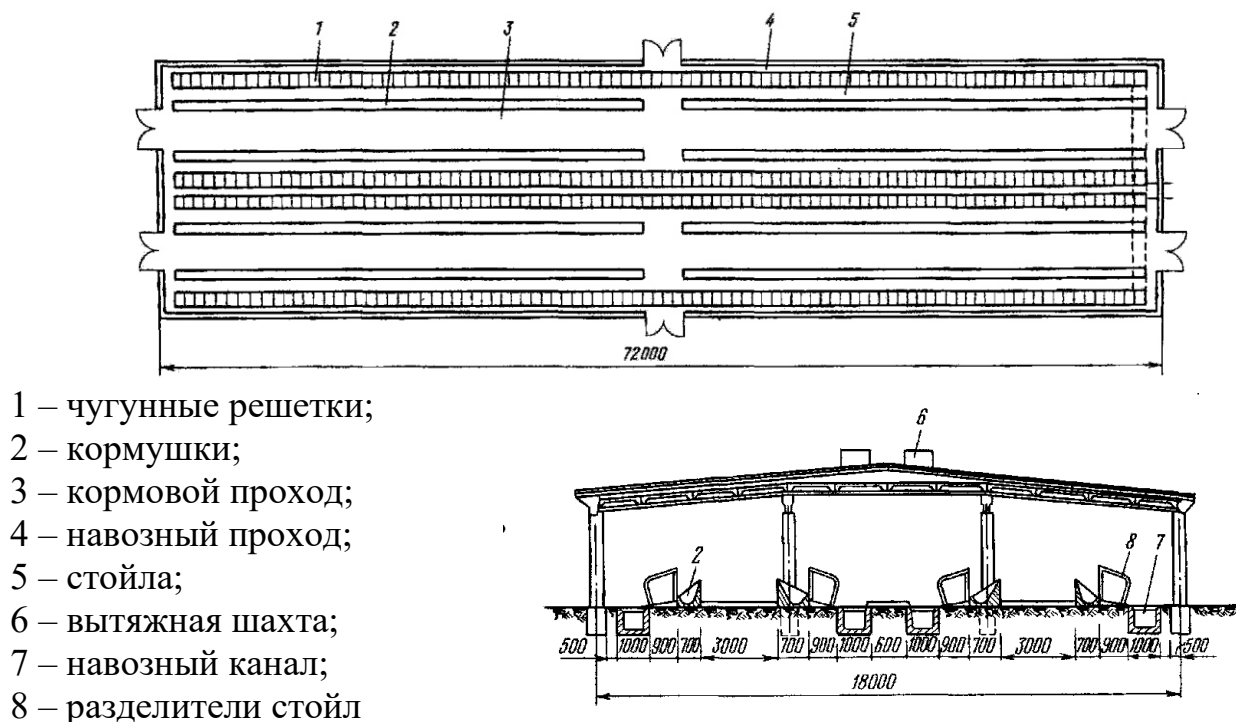 1 2 3 4 5
72000
1 – чугунные решетки;
2 – кормушки;
3 – кормовой проход;
4 – навозный проход;
5 – стойла;
6 – вытяжная шахта;
7 – навозный канал;
8 – разделители стойл
6
2 8 7
500 1000 900 700 3000 700 900 1000 600 1000 900 700 3000 700 900 1000 500
18000